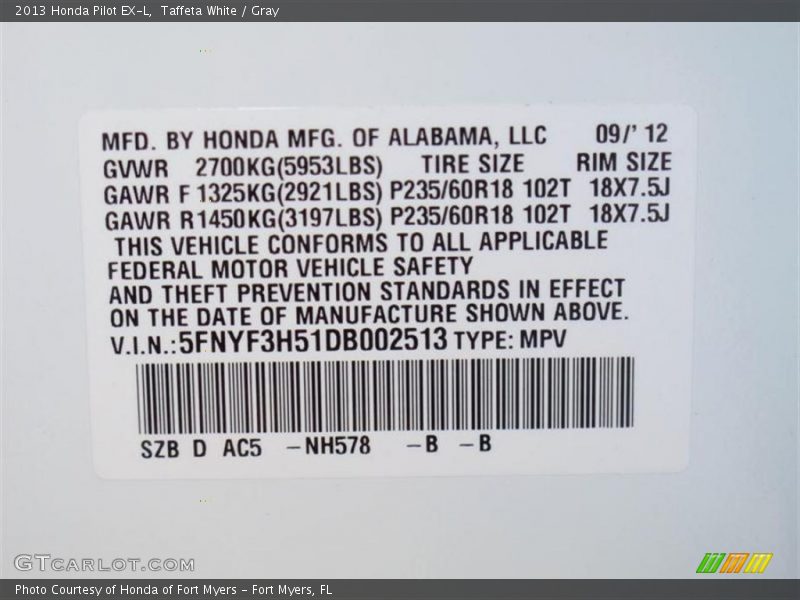 2013 Honda Pilot EX-L, Taffeta White / Gray
MFD. BY HONDA MFG. OF ALABAMA, LLC 09/' 12
GVWR 2700KG(5953LBS) TIRE SIZE RIM SIZE
GAWR F 1325KG(2921LBS) P235/60R18 102T 18X7.5J
GAWR R1450KG(3197LBS) P235/60R18 102T 18X7.5J
THIS VEHICLE CONFORMS TO ALL APPLICABLE
FEDERAL MOTOR VEHICLE SAFETY
AND THEFT PREVENTION STANDARDS IN EFFECT
ON THE DATE OF MANUFACTURE SHOWN ABOVE.
V.I.N.:5FNYF3H51DB002513 TYPE: MPV
SZB D AC5 -NH578 -B -B
GTCARLOT.COM
Photo Courtesy of Honda of Fort Myers - Fort Myers, FL